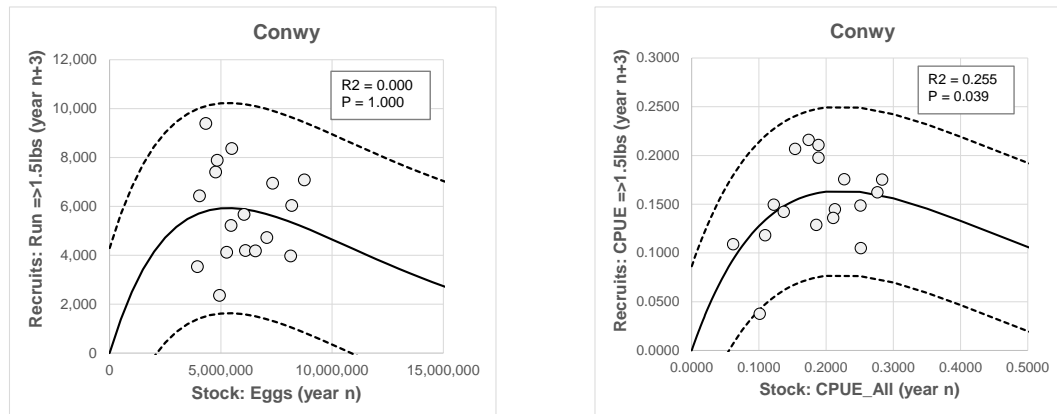 Conwy
Recruits: Run =>1.5lbs (year n+3)
12,000
10,000
8,000
6,000
4,000
2,000
0
R2 = 0.000
P = 1.000
0 5,000,000 10,000,000 15,000,000
Stock: Eggs (year n)
Conwy
Recruits: CPUE =>1.5lbs (year n+3)
0.3000
0.2500
0.2000
0.1500
0.1000
0.0500
0.0000
R2 = 0.255
P = 0.039
0.0000 0.1000 0.2000 0.3000 0.4000 0.5000
Stock: CPUE_All (year n)